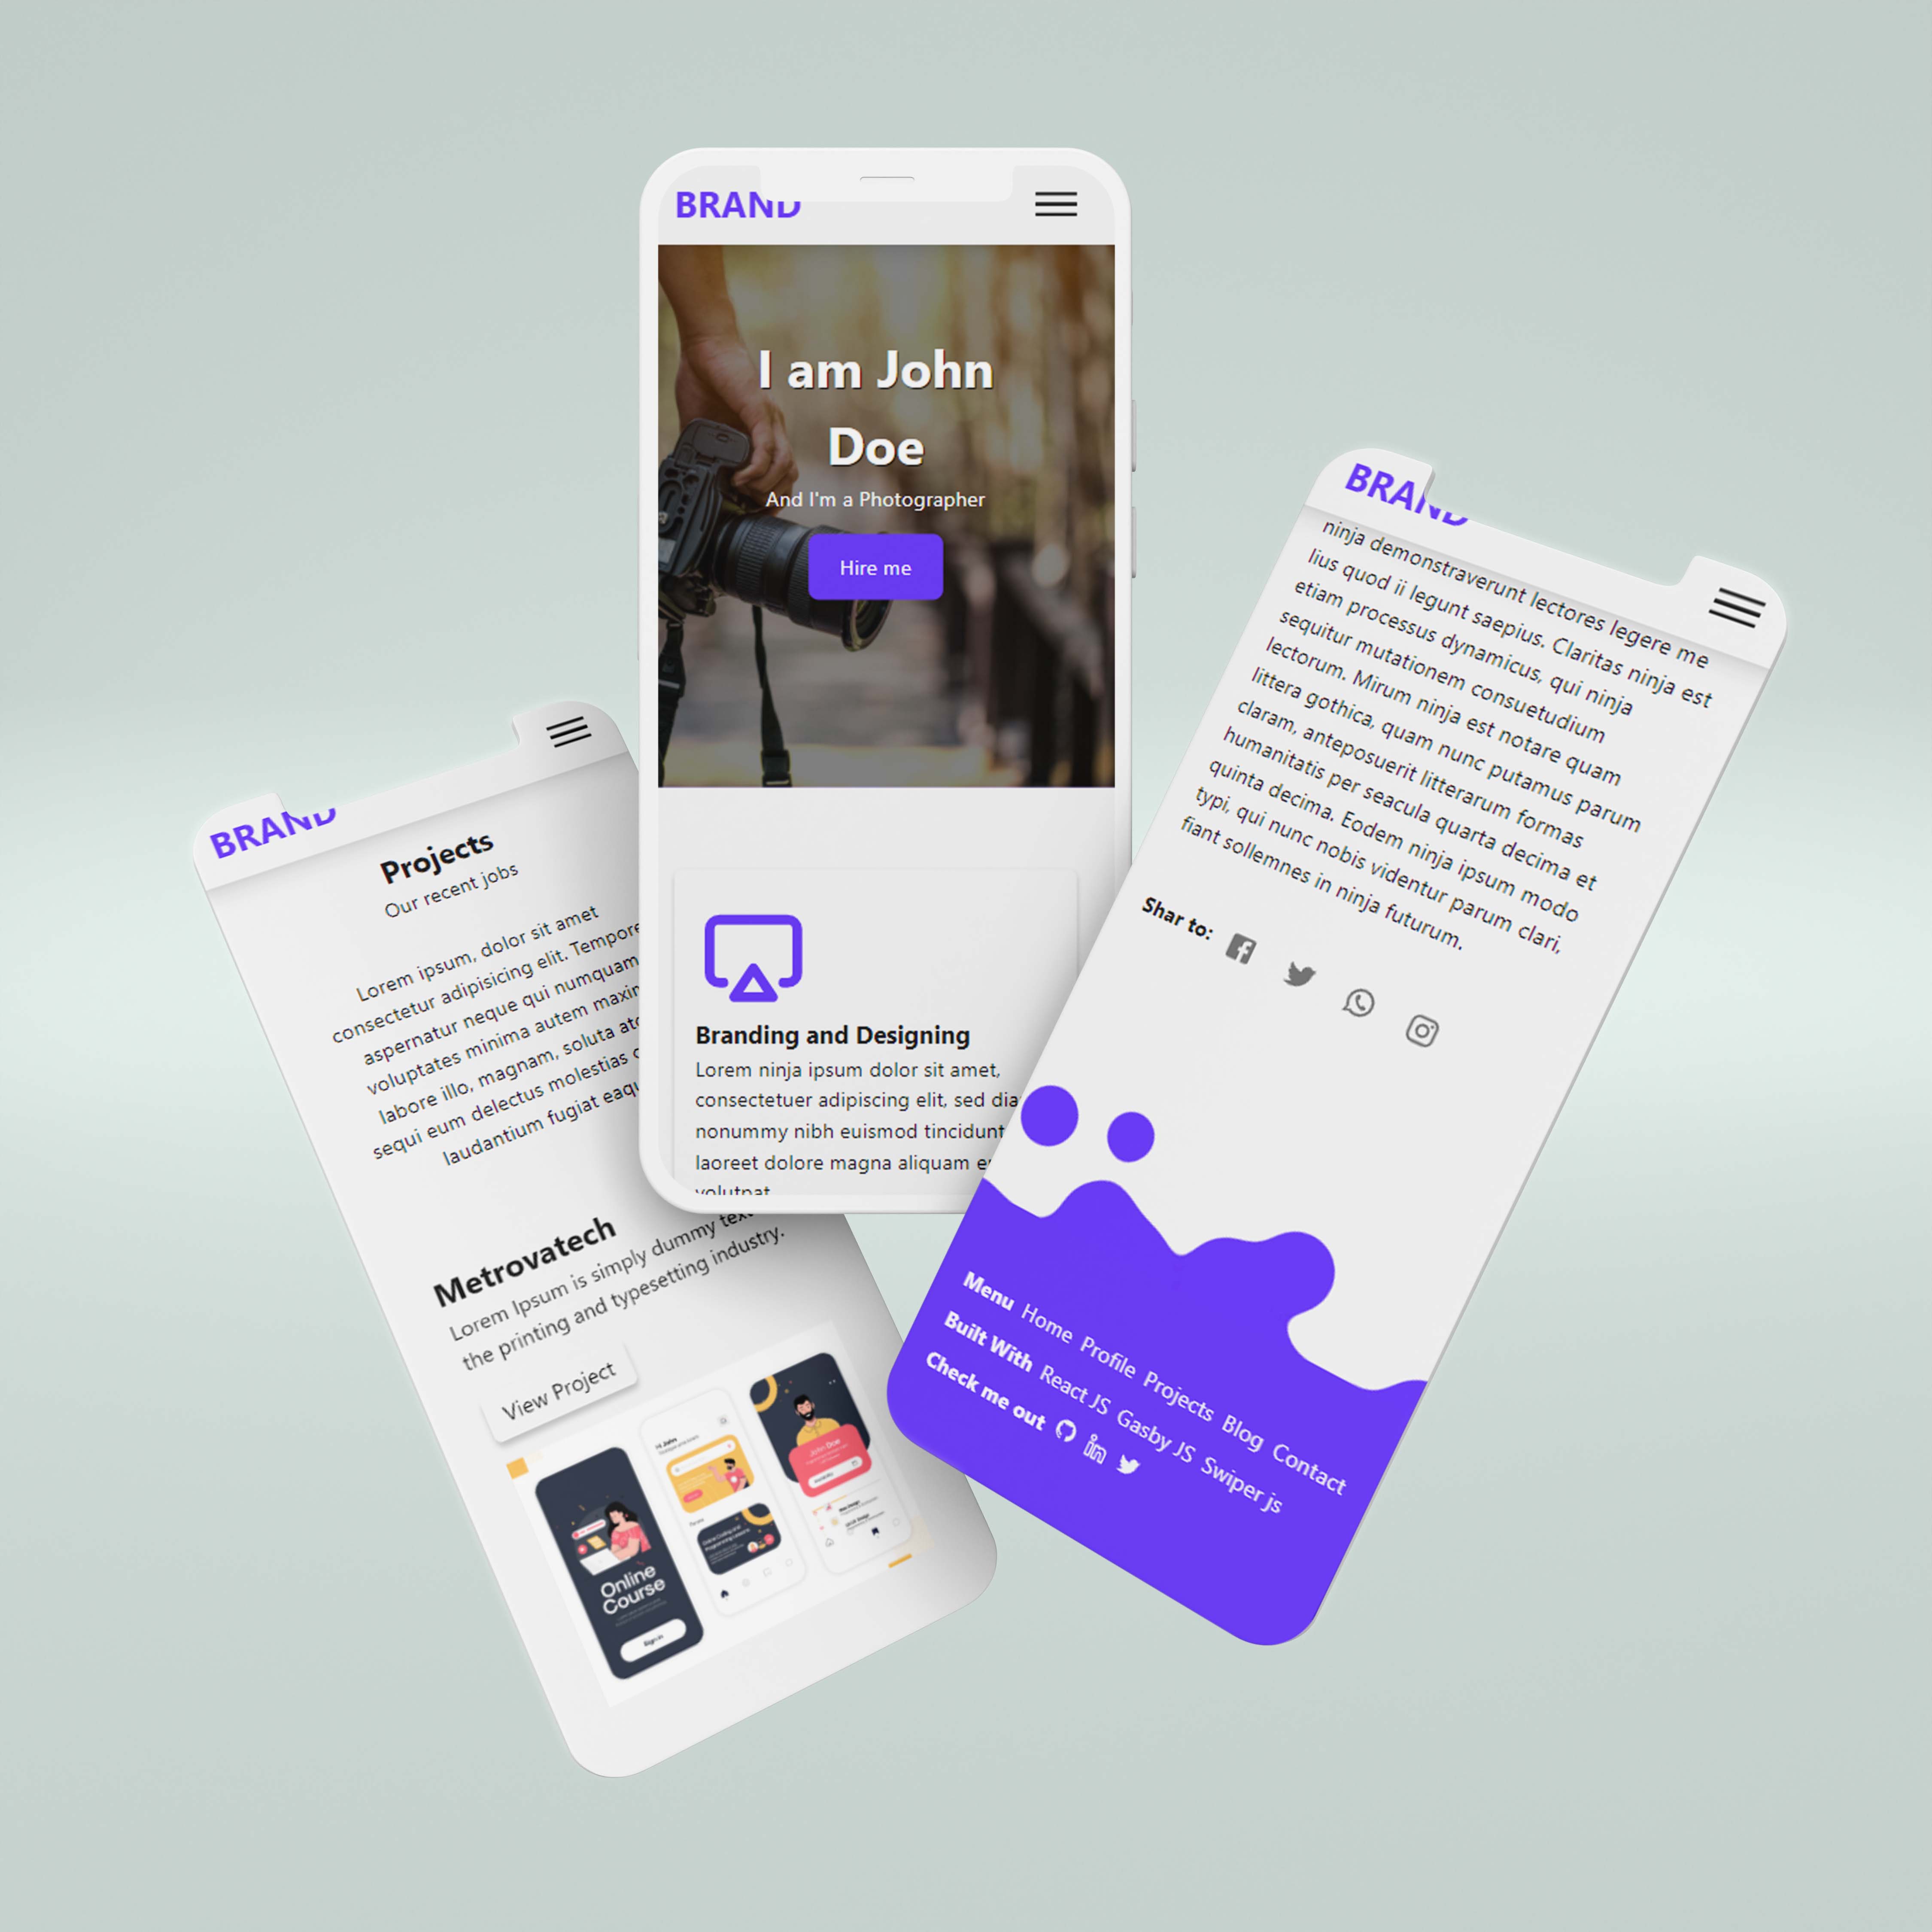 BRAND
I am John
Doe
And I'm a Photographer
Hire me
Branding and Designing
Lorem ninja ipsum dolor sit amet,
consectetuer adipiscing elit, sed dia
nonummy nibh euismod tincidunt
laoreet dolore magna aliquam e
volutpat
BRAND
Projects
Our recent jobs
Lorem ipsum, dolor sit amet
consectetur adipisicing elit. Tempore
aspernatur neque qui numquam
voluptates minima autem maxim
labore illo, magnam, soluta atq
sequi eum delectus molestias
laudantium fugiat eaqu
Metrovatech
Lorem Ipsum is simply dummy text
the printing and typesetting industry.
View Project
Online
Course
Sign in
Hi John
John Doe
BRAND
ninja demonstraverunt lectores legere me
lius quod ii legunt saepius. Claritas ninja est
etiam processus dynamicus, qui ninja
sequitur mutationem consuetudium
lectorum. Mirum ninja est notare quam
littera gothica, quam nunc putamus parum
claram, anteposuerit litterarum formas
humanitatis per seacula quarta decima et
quinta decima. Eodem ninja ipsum modo
typi, qui nunc nobis videntur parum clari,
fiant sollemnes in ninja futurum.
Shar to:
Menu Home Profile Projects Blog Contact
Built With React JS Gasby JS Swiper js
Check me out